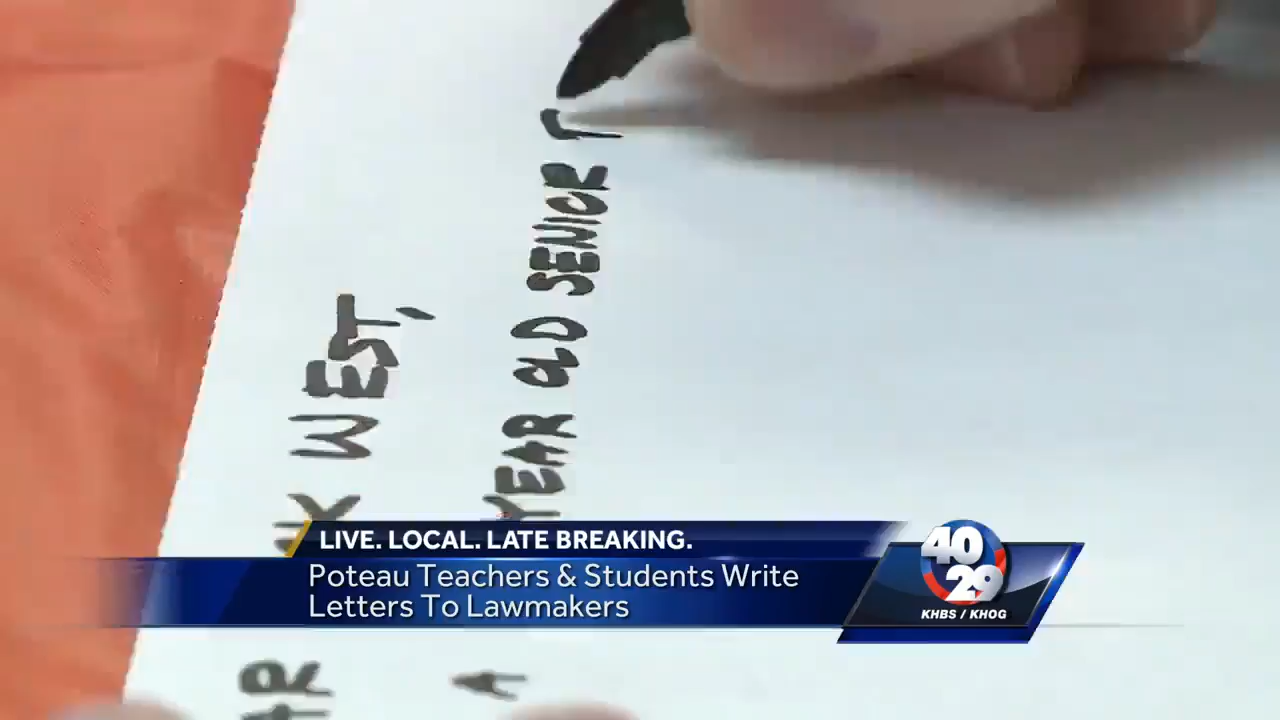 WEST,
A
YEAR OLD SENIOR
LIVE. LOCAL. LATE BREAKING.
Poteau Teachers & Students Write
Letters To Lawmakers
40
29
KHBS / KHOG